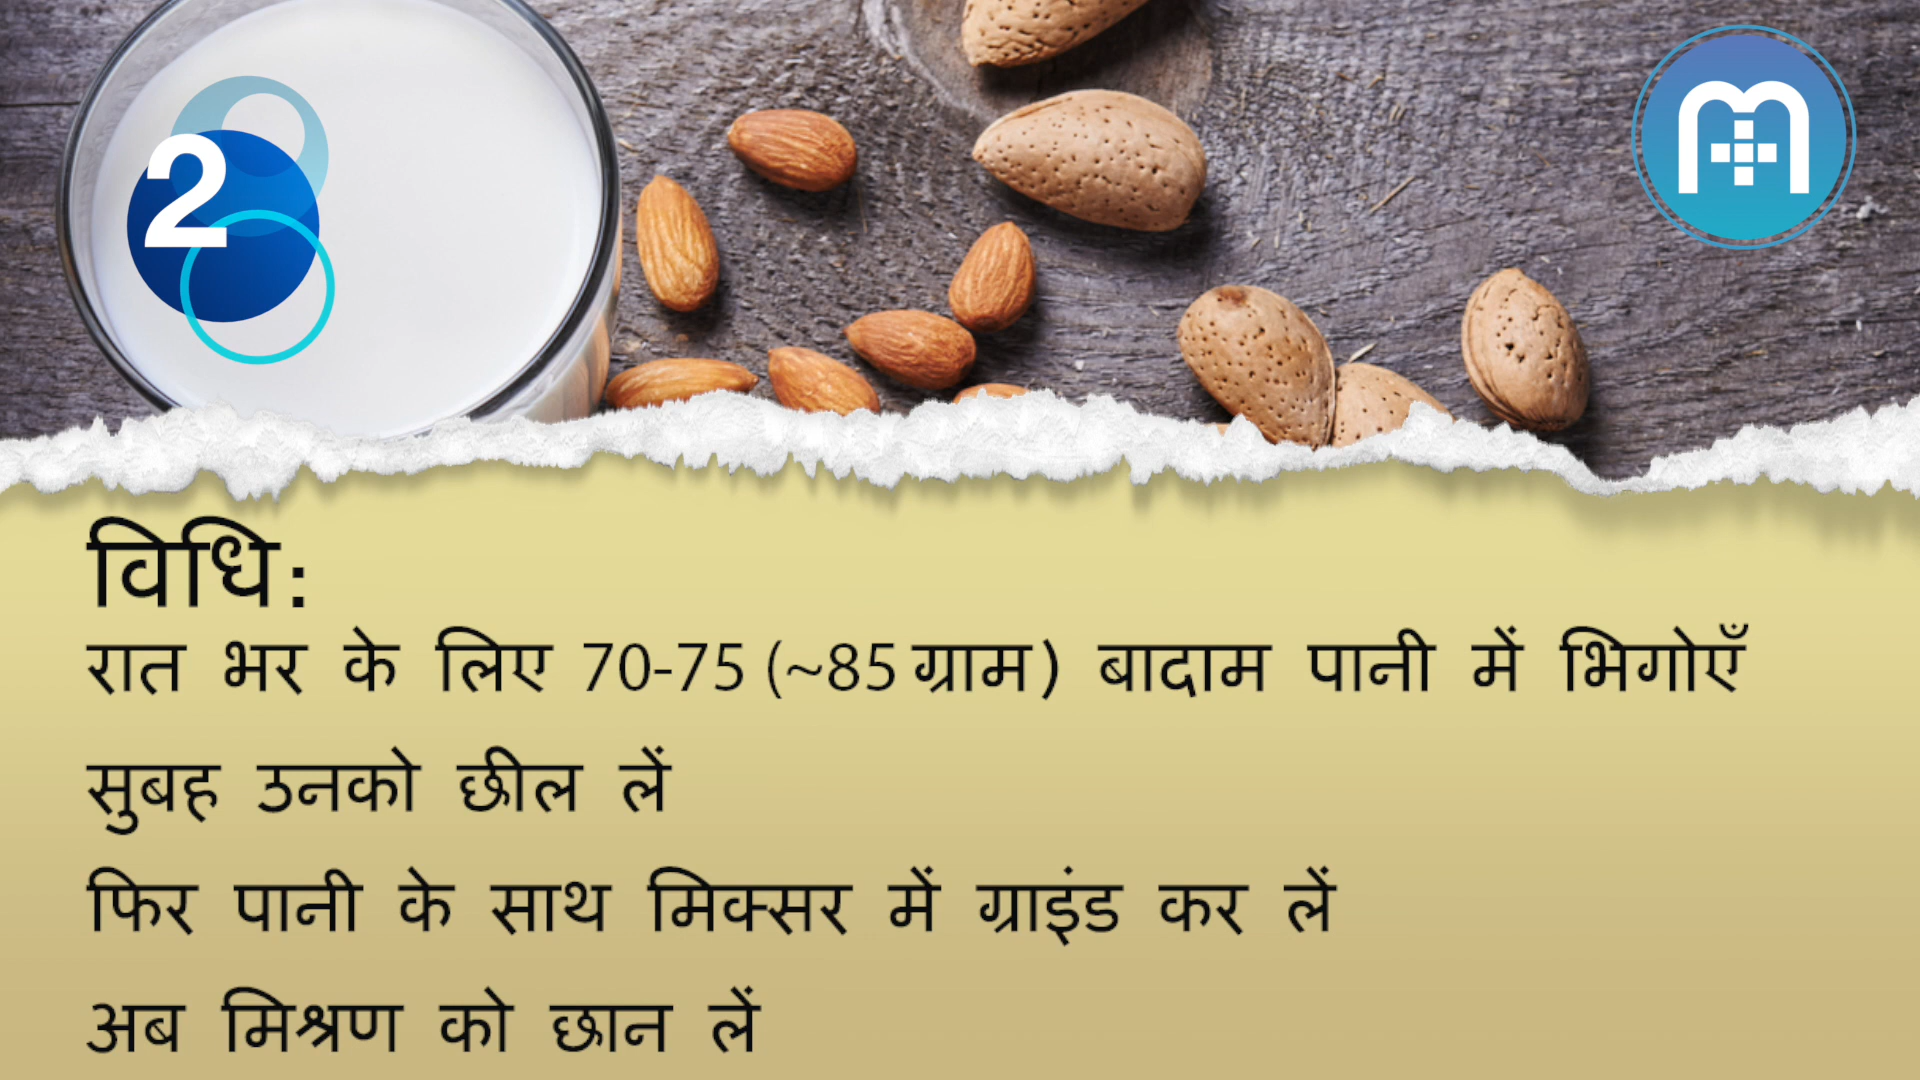 2
m
विधि:
रात भर के लिए 70-75 (~85 ग्राम) बादाम पानी में भिगोएँ
सुबह उनको छील लें
फिर पानी के साथ मिक्सर में ग्राइंड कर लें
अब मिश्रण को छान लें